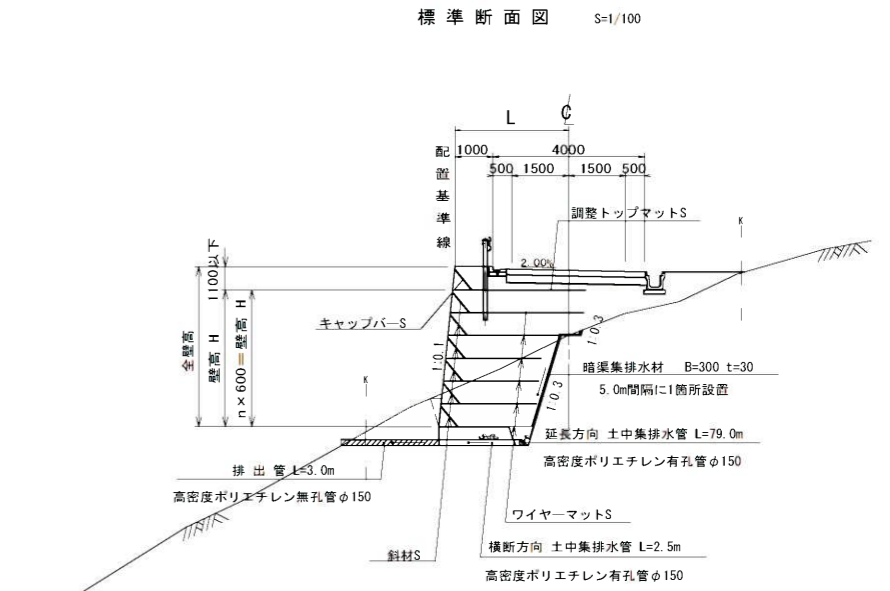 標準断面図 S=1/100
L
C
配置基準線
1000
4000
500 1500 1500 500
調整トップマットS
K
2.00%
1100以下
全壁高
壁高 H
n×600=壁高 H
キャップバーS
1:0.1
1:0.3
1:0.3
暗渠集排水材 B=300 t=30
5.0m間隔に1箇所設置
K
延長方向 土中集排水管 L=79.0m
高密度ポリエチレン有孔管φ150
排出管 L=3.0m
高密度ポリエチレン無孔管φ150
ワイヤーマットS
斜材S
横断方向 土中集排水管 L=2.5m
高密度ポリエチレン有孔管φ150